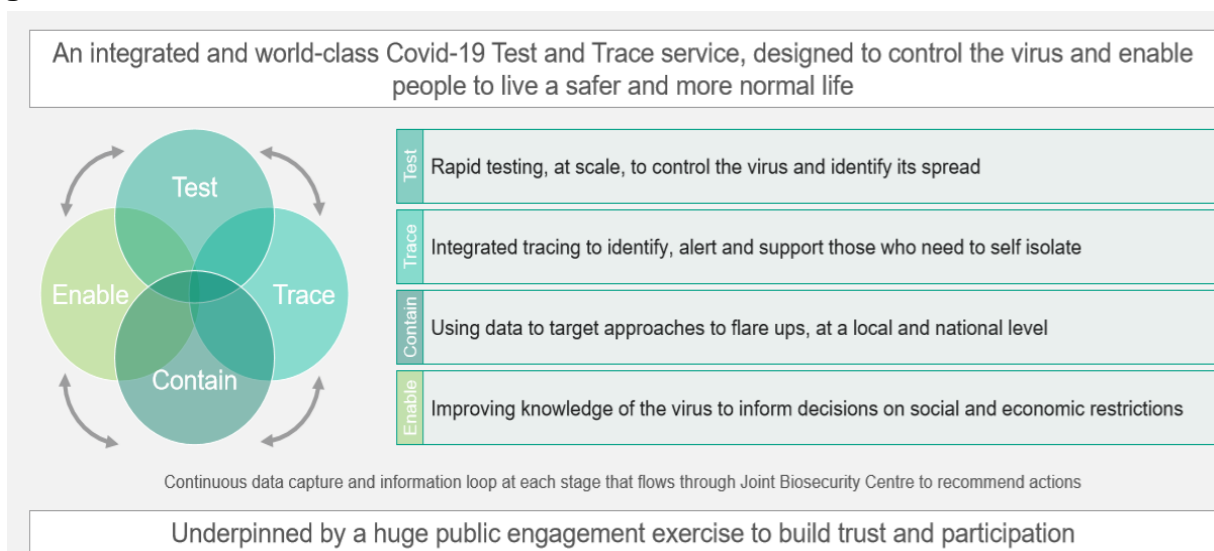 An integrated and world-class Covid-19 Test and Trace service, designed to control the virus and enable
people to live a safer and more normal life
Test
Enable
Trace
Contain
Test
Rapid testing, at scale, to control the virus and identify its spread
Trace
Integrated tracing to identify, alert and support those who need to self isolate
Contain
Using data to target approaches to flare ups, at a local and national level
Enable
Improving knowledge of the virus to inform decisions on social and economic restrictions
Continuous data capture and information loop at each stage that flows through Joint Biosecurity Centre to recommend actions
Underpinned by a huge public engagement exercise to build trust and participation